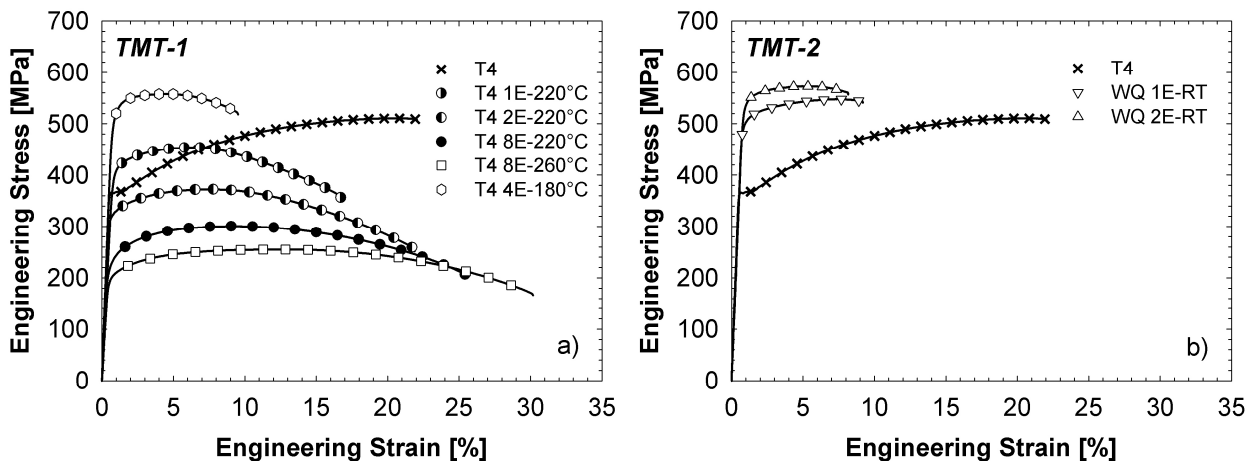 TMT-1
Engineering Stress [MPa]
700
600
500
400
300
200
100
0
T4
T4 1E-220°C
T4 2E-220°C
T4 8E-220°C
T4 8E-260°C
T4 4E-180°C
a)
0 5 10 15 20 25 30 35
Engineering Strain [%]
TMT-2
Engineering Stress [MPa]
700
600
500
400
300
200
100
0
T4
WQ 1E-RT
WQ 2E-RT
b)
0 5 10 15 20 25 30 35
Engineering Strain [%]